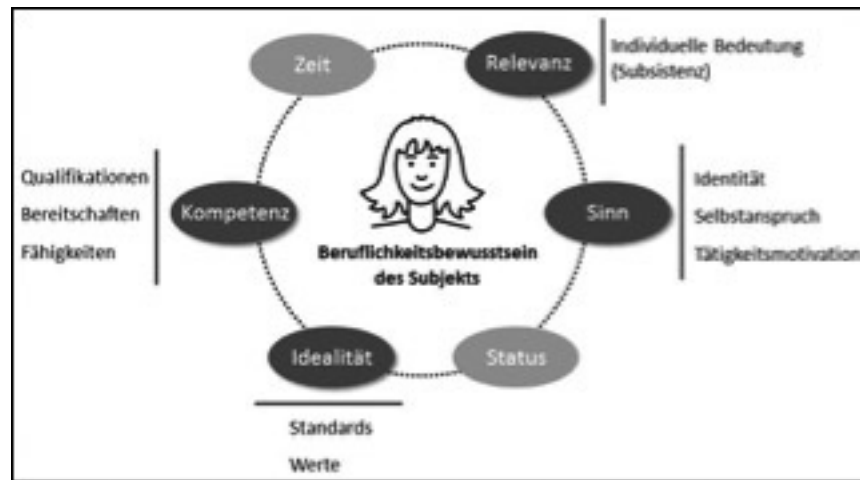 Zeit
Relevanz
Individuelle Bedeutung
(Subsistenz)
Qualifikationen
Bereitschaften
Fähigkeiten
Kompetenz
Beruflichkeitsbewusstsein
des Subjekts
Sinn
Identität
Selbstanspruch
Tätigkeitsmotivation
Idealität
Status
Standards
Werte